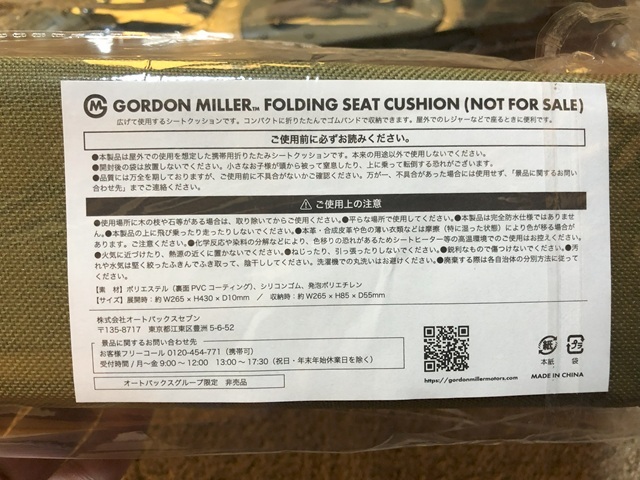 GM GORDON MILLER™ FOLDING SEAT CUSHION (NOT FOR SALE)
広げて使用するシートクッションです。コンパクトに折りたたんでゴムバンドで収納できます。屋外でのレジャーなどで座るときに便利です。
ご使用前に必ずお読みください。
●本製品は屋外での使用を想定した携帯用折りたたみシートクッションです。本来の用途以外で使用しないでください。
●開封後の袋は放置しないでください。小さなお子様が頭から被って窒息したり、上に乗って転倒する恐れがございます。
●品質には万全を期しておりますが、ご使用前に不具合がないかご確認ください。万が一、不具合があった場合には使用せず、「景品に関するお問い
合わせ先」までご連絡ください。
⚠ ご使用上の注意
●使用場所に木の枝や石等がある場合は、取り除いてからご使用ください。●平らな場所で使用してください。●本製品は完全防水仕様ではありませ
ん。●本製品の上に飛び乗ったり走ったりしないでください。●本革・合成皮革や色の薄い衣類などは摩擦（特に湿った状態）により色が移る場合が
あります。ご注意ください。●化学反応や染料の分解などにより、色移りの恐れがあるためシートヒーター等の高温環境でのご使用はお控えください。
●火気に近づけたり、熱源の近くに置かないでください。●ねじったり、引っ張りしないでください。●鋭利なもので傷つけないでください。●汚
れや水気は堅く絞ったふきんでふき取って、陰干ししてください。洗濯機での丸洗いはお避けください。●廃棄する際は各自治体の分別方法に従って
ください。
【素　材】ポリエステル（裏面 PVC コーティング）、シリコンゴム、発泡ポリエチレン
【サイズ】展開時：約 W265 × H430 × D10mm ／ 収納時：約 W265 × H85 × D55mm
株式会社オートバックスセブン
〒135-8717　東京都江東区豊洲 5-6-52
景品に関するお問い合わせ先
お客様フリーコール 0120-454-771（携帯可）
受付時間 / 月〜金 9:00 〜 12:00　13:00 〜 17:30（祝日・年末年始休業日を除く）
オートバックスグループ限定　非売品
https://gordonmillermotors.com/
紙
本紙
プラ
袋
MADE IN CHINA